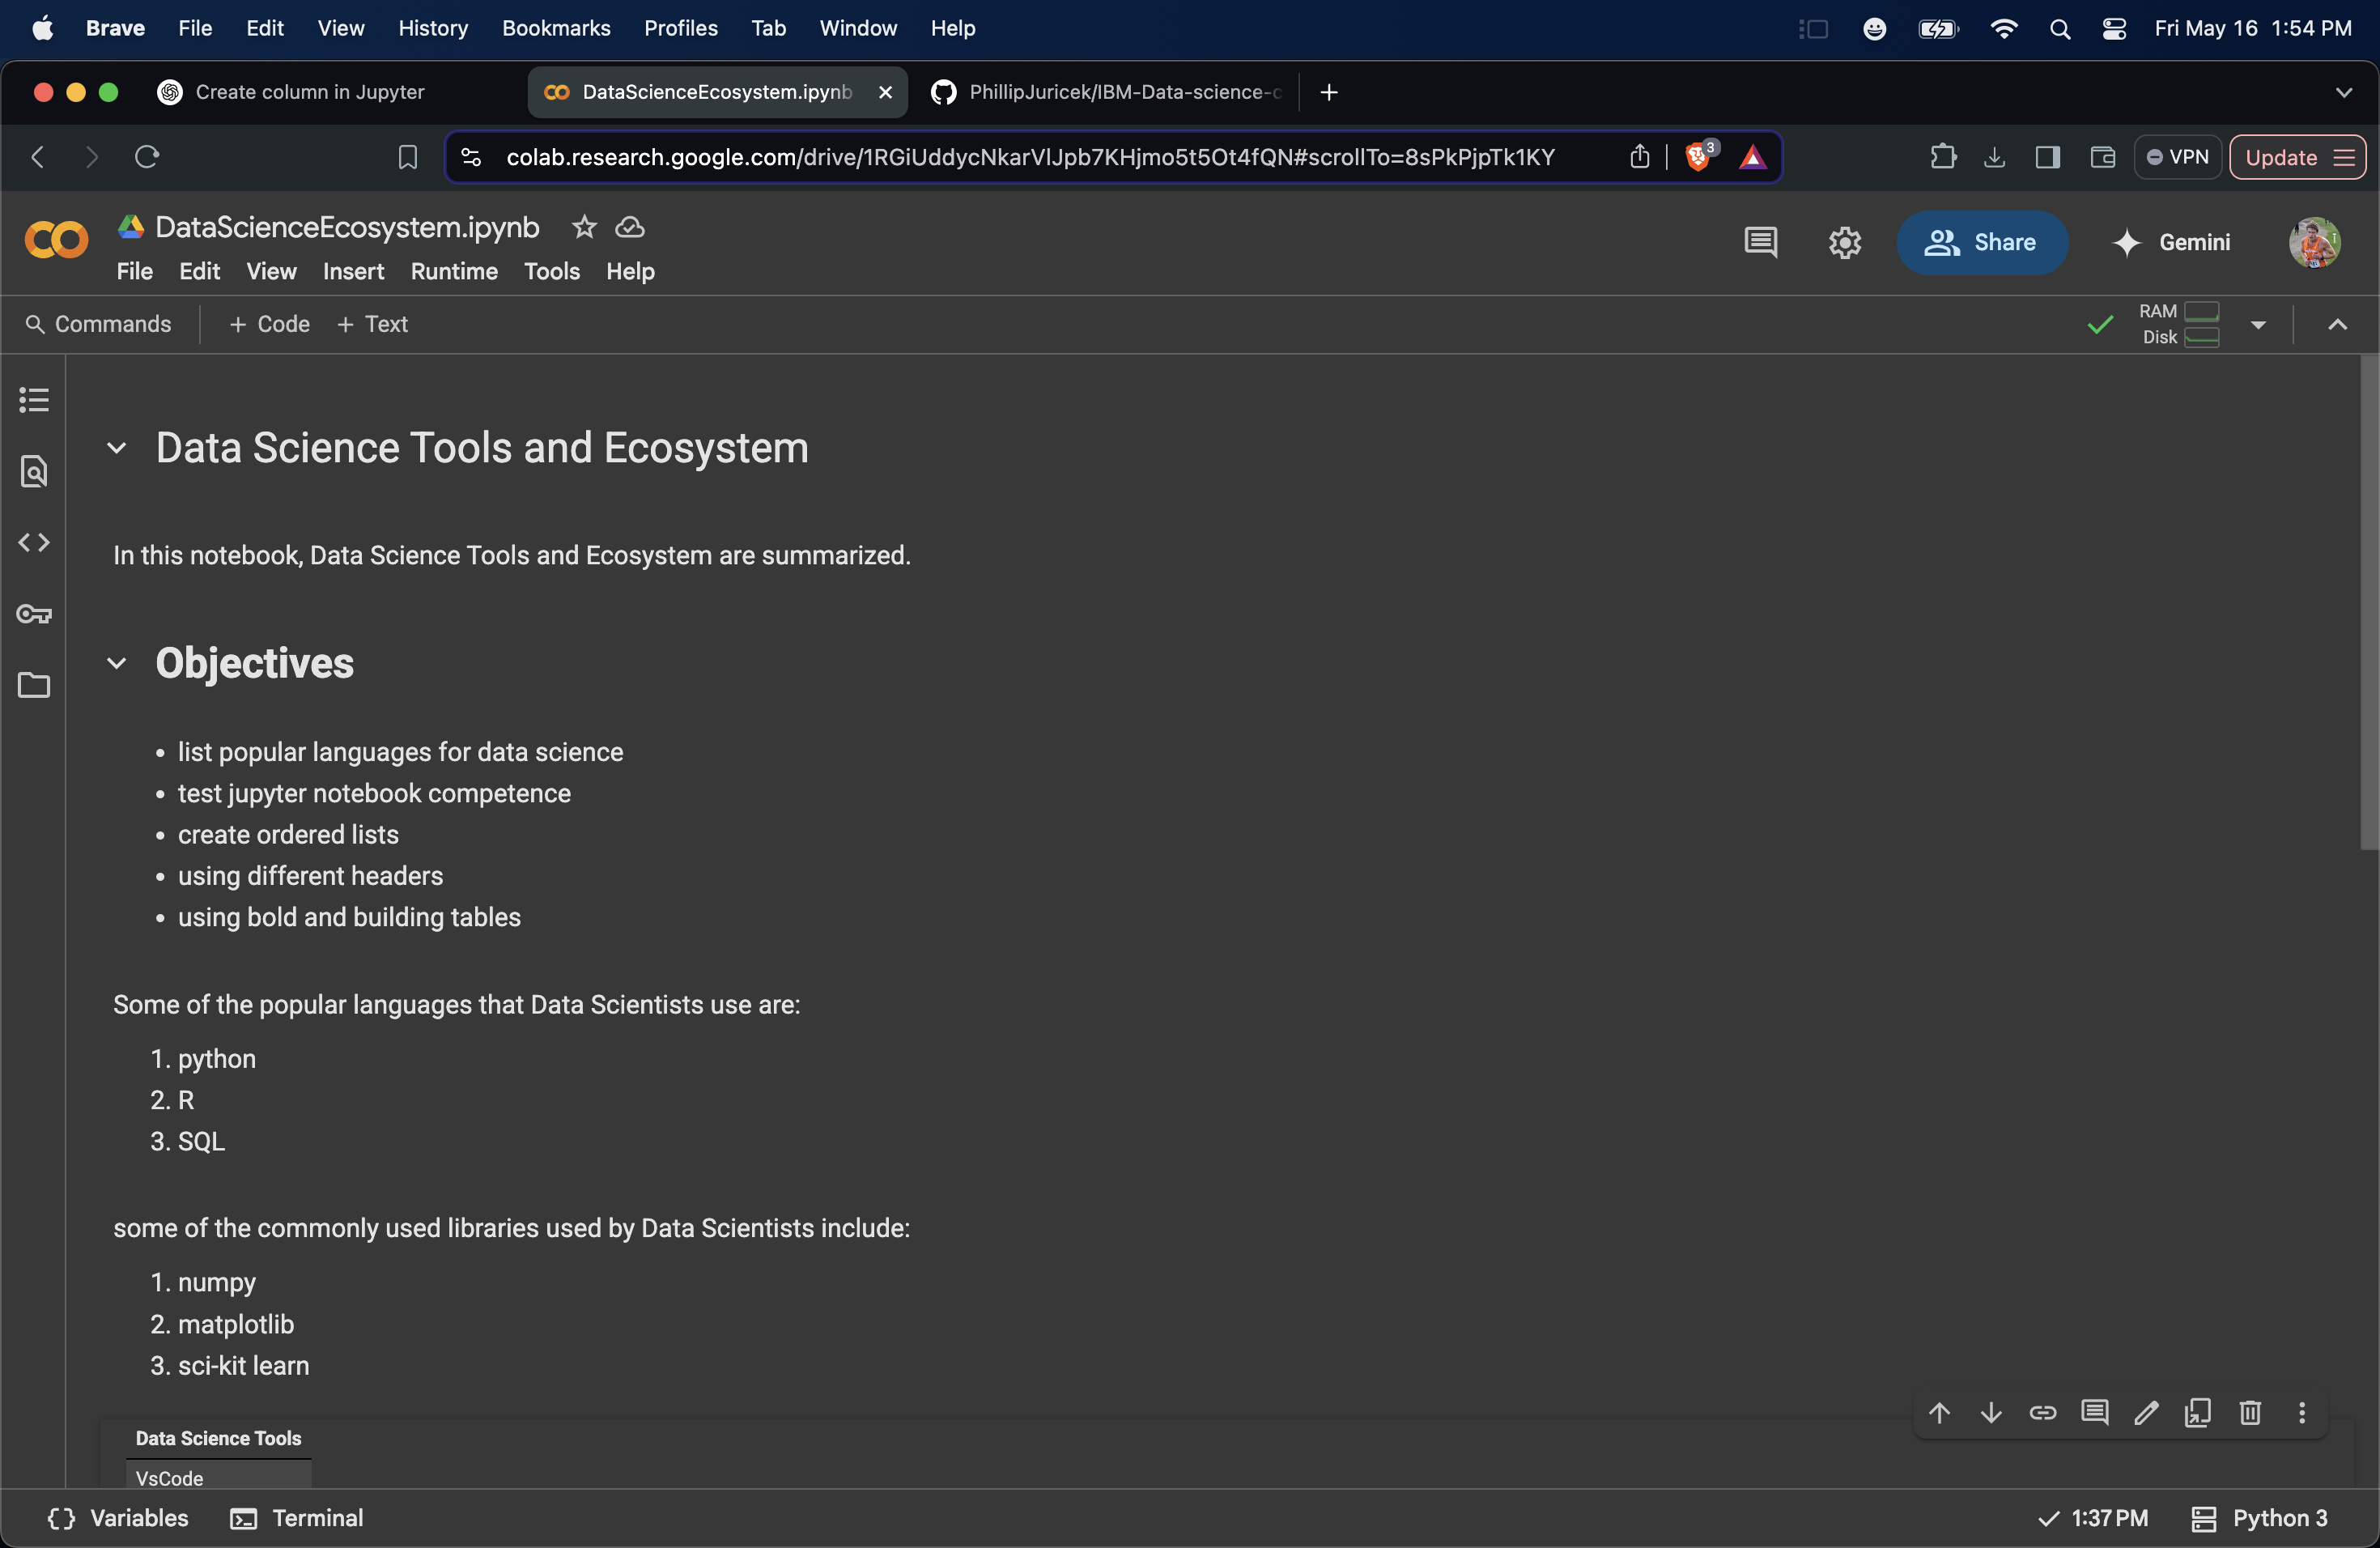 Brave File Edit View History Bookmarks Profiles Tab Window Help Fri May 16 1:54 PM
Create column in Jupyter DataScienceEcosystem.ipynb PhillipJuricek/IBM-Data-science-c
colab.research.google.com/drive/1RGiUddycNkarVlJpb7KHjmo5t5Ot4fQN#scrollTo=8sPkPjpTk1KY 3 VPN Update
DataScienceEcosystem.ipynb
File Edit View Insert Runtime Tools Help
Share Gemini
Commands + Code + Text
RAM
Disk
Data Science Tools and Ecosystem
In this notebook, Data Science Tools and Ecosystem are summarized.
Objectives
• list popular languages for data science
• test jupyter notebook competence
• create ordered lists
• using different headers
• using bold and building tables
Some of the popular languages that Data Scientists use are:
1. python
2. R
3. SQL
some of the commonly used libraries used by Data Scientists include:
1. numpy
2. matplotlib
3. sci-kit learn
Data Science Tools
VsCode
Variables Terminal 1:37 PM Python 3